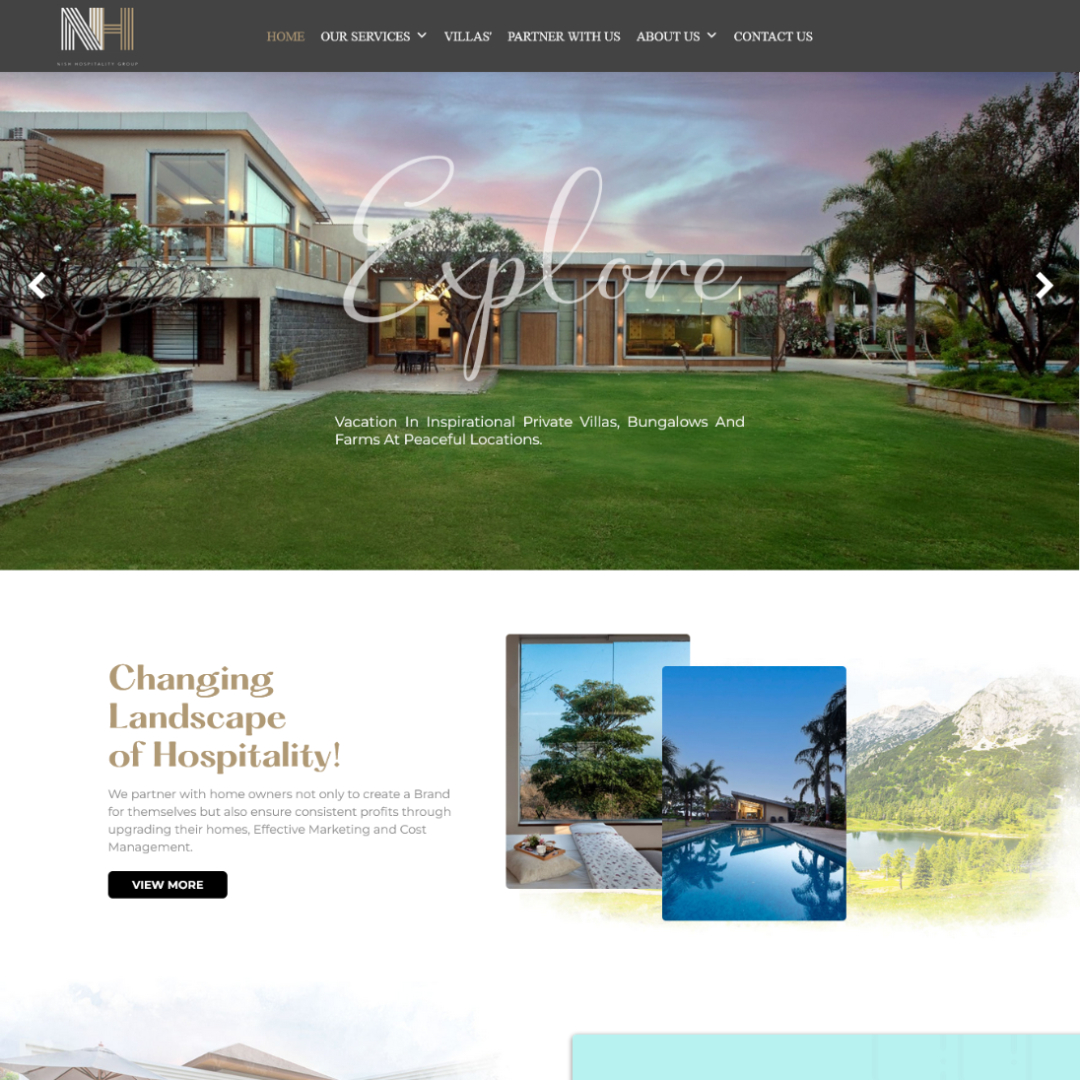 NH
NISH HOSPITALITY GROUP
HOME OUR SERVICES VILLAS' PARTNER WITH US ABOUT US CONTACT US
Explore
Vacation In Inspirational Private Villas, Bungalows And
Farms At Peaceful Locations.
Changing
Landscape
of Hospitality!
We partner with home owners not only to create a Brand
for themselves but also ensure consistent profits through
upgrading their homes, Effective Marketing and Cost
Management.
VIEW MORE